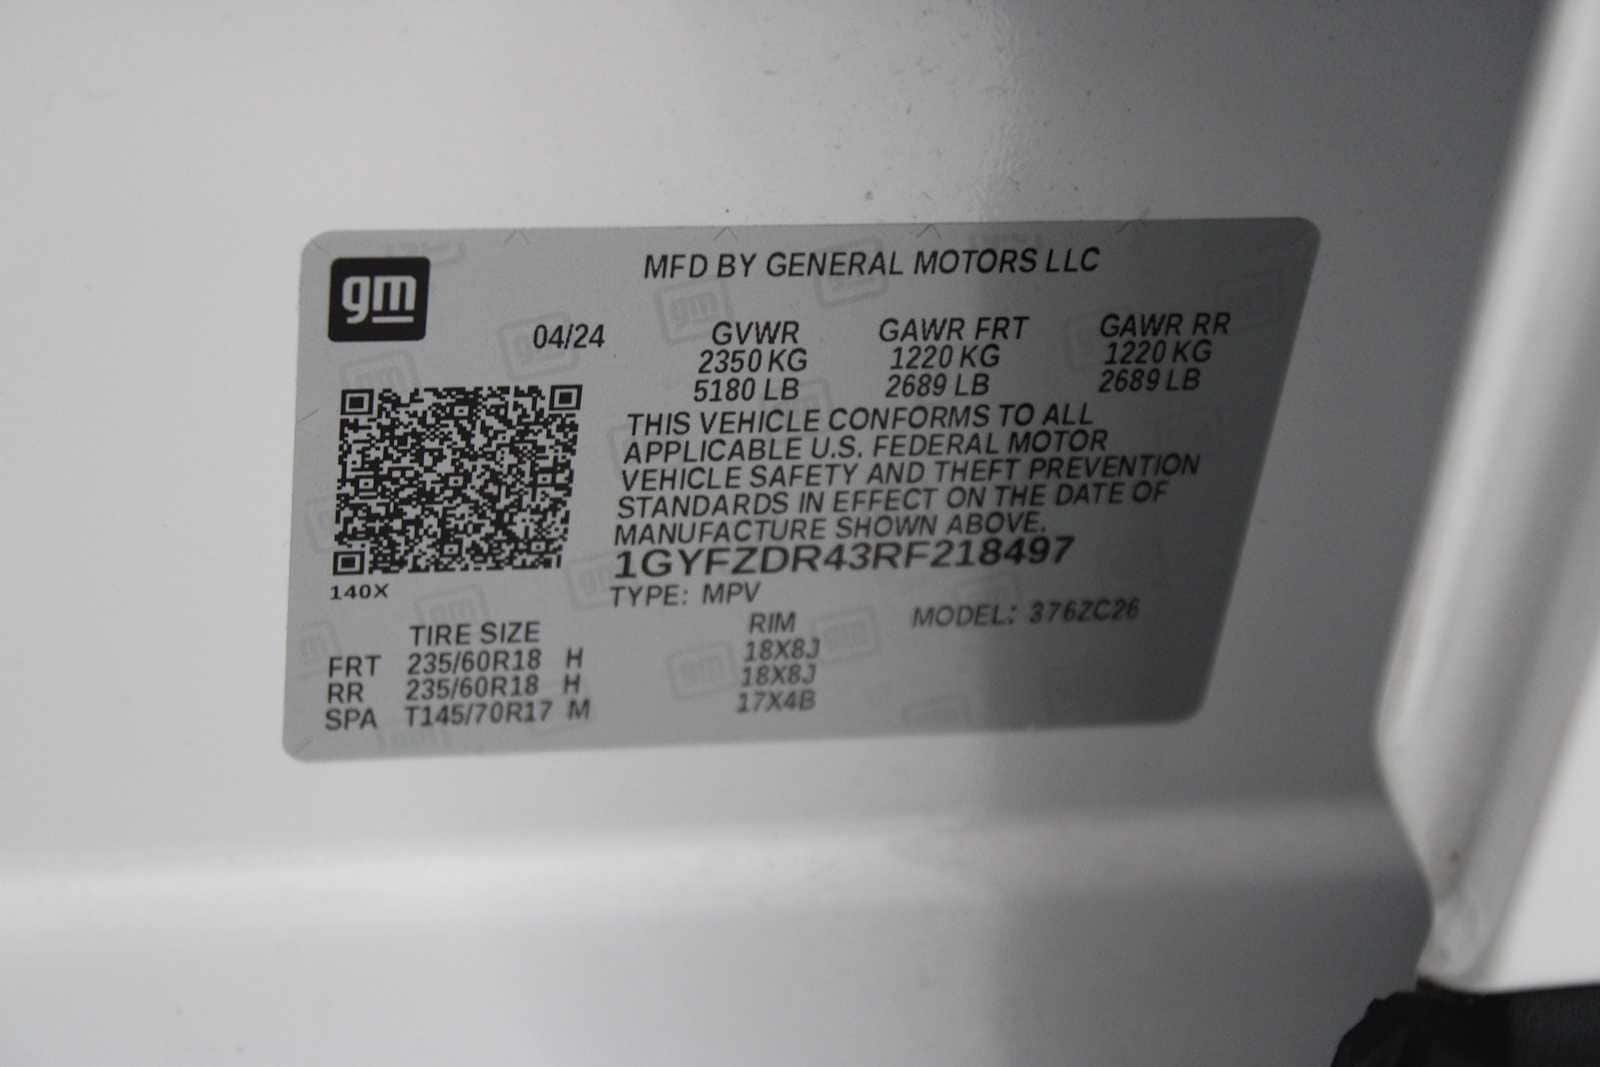 gm
MFD BY GENERAL MOTORS LLC
04/24 GVWR GAWR FRT GAWR RR
2350 KG 1220 KG 1220 KG
5180 LB 2689 LB 2689 LB
THIS VEHICLE CONFORMS TO ALL
APPLICABLE U.S. FEDERAL MOTOR
VEHICLE SAFETY AND THEFT PREVENTION
STANDARDS IN EFFECT ON THE DATE OF
MANUFACTURE SHOWN ABOVE.
1GYFZDR43RF218497
140X
TYPE: MPV MODEL: 376ZC26
TIRE SIZE RIM
FRT 235/60R18 H 18X8J
RR 235/60R18 H 18X8J
SPA T145/70R17 M 17X4B